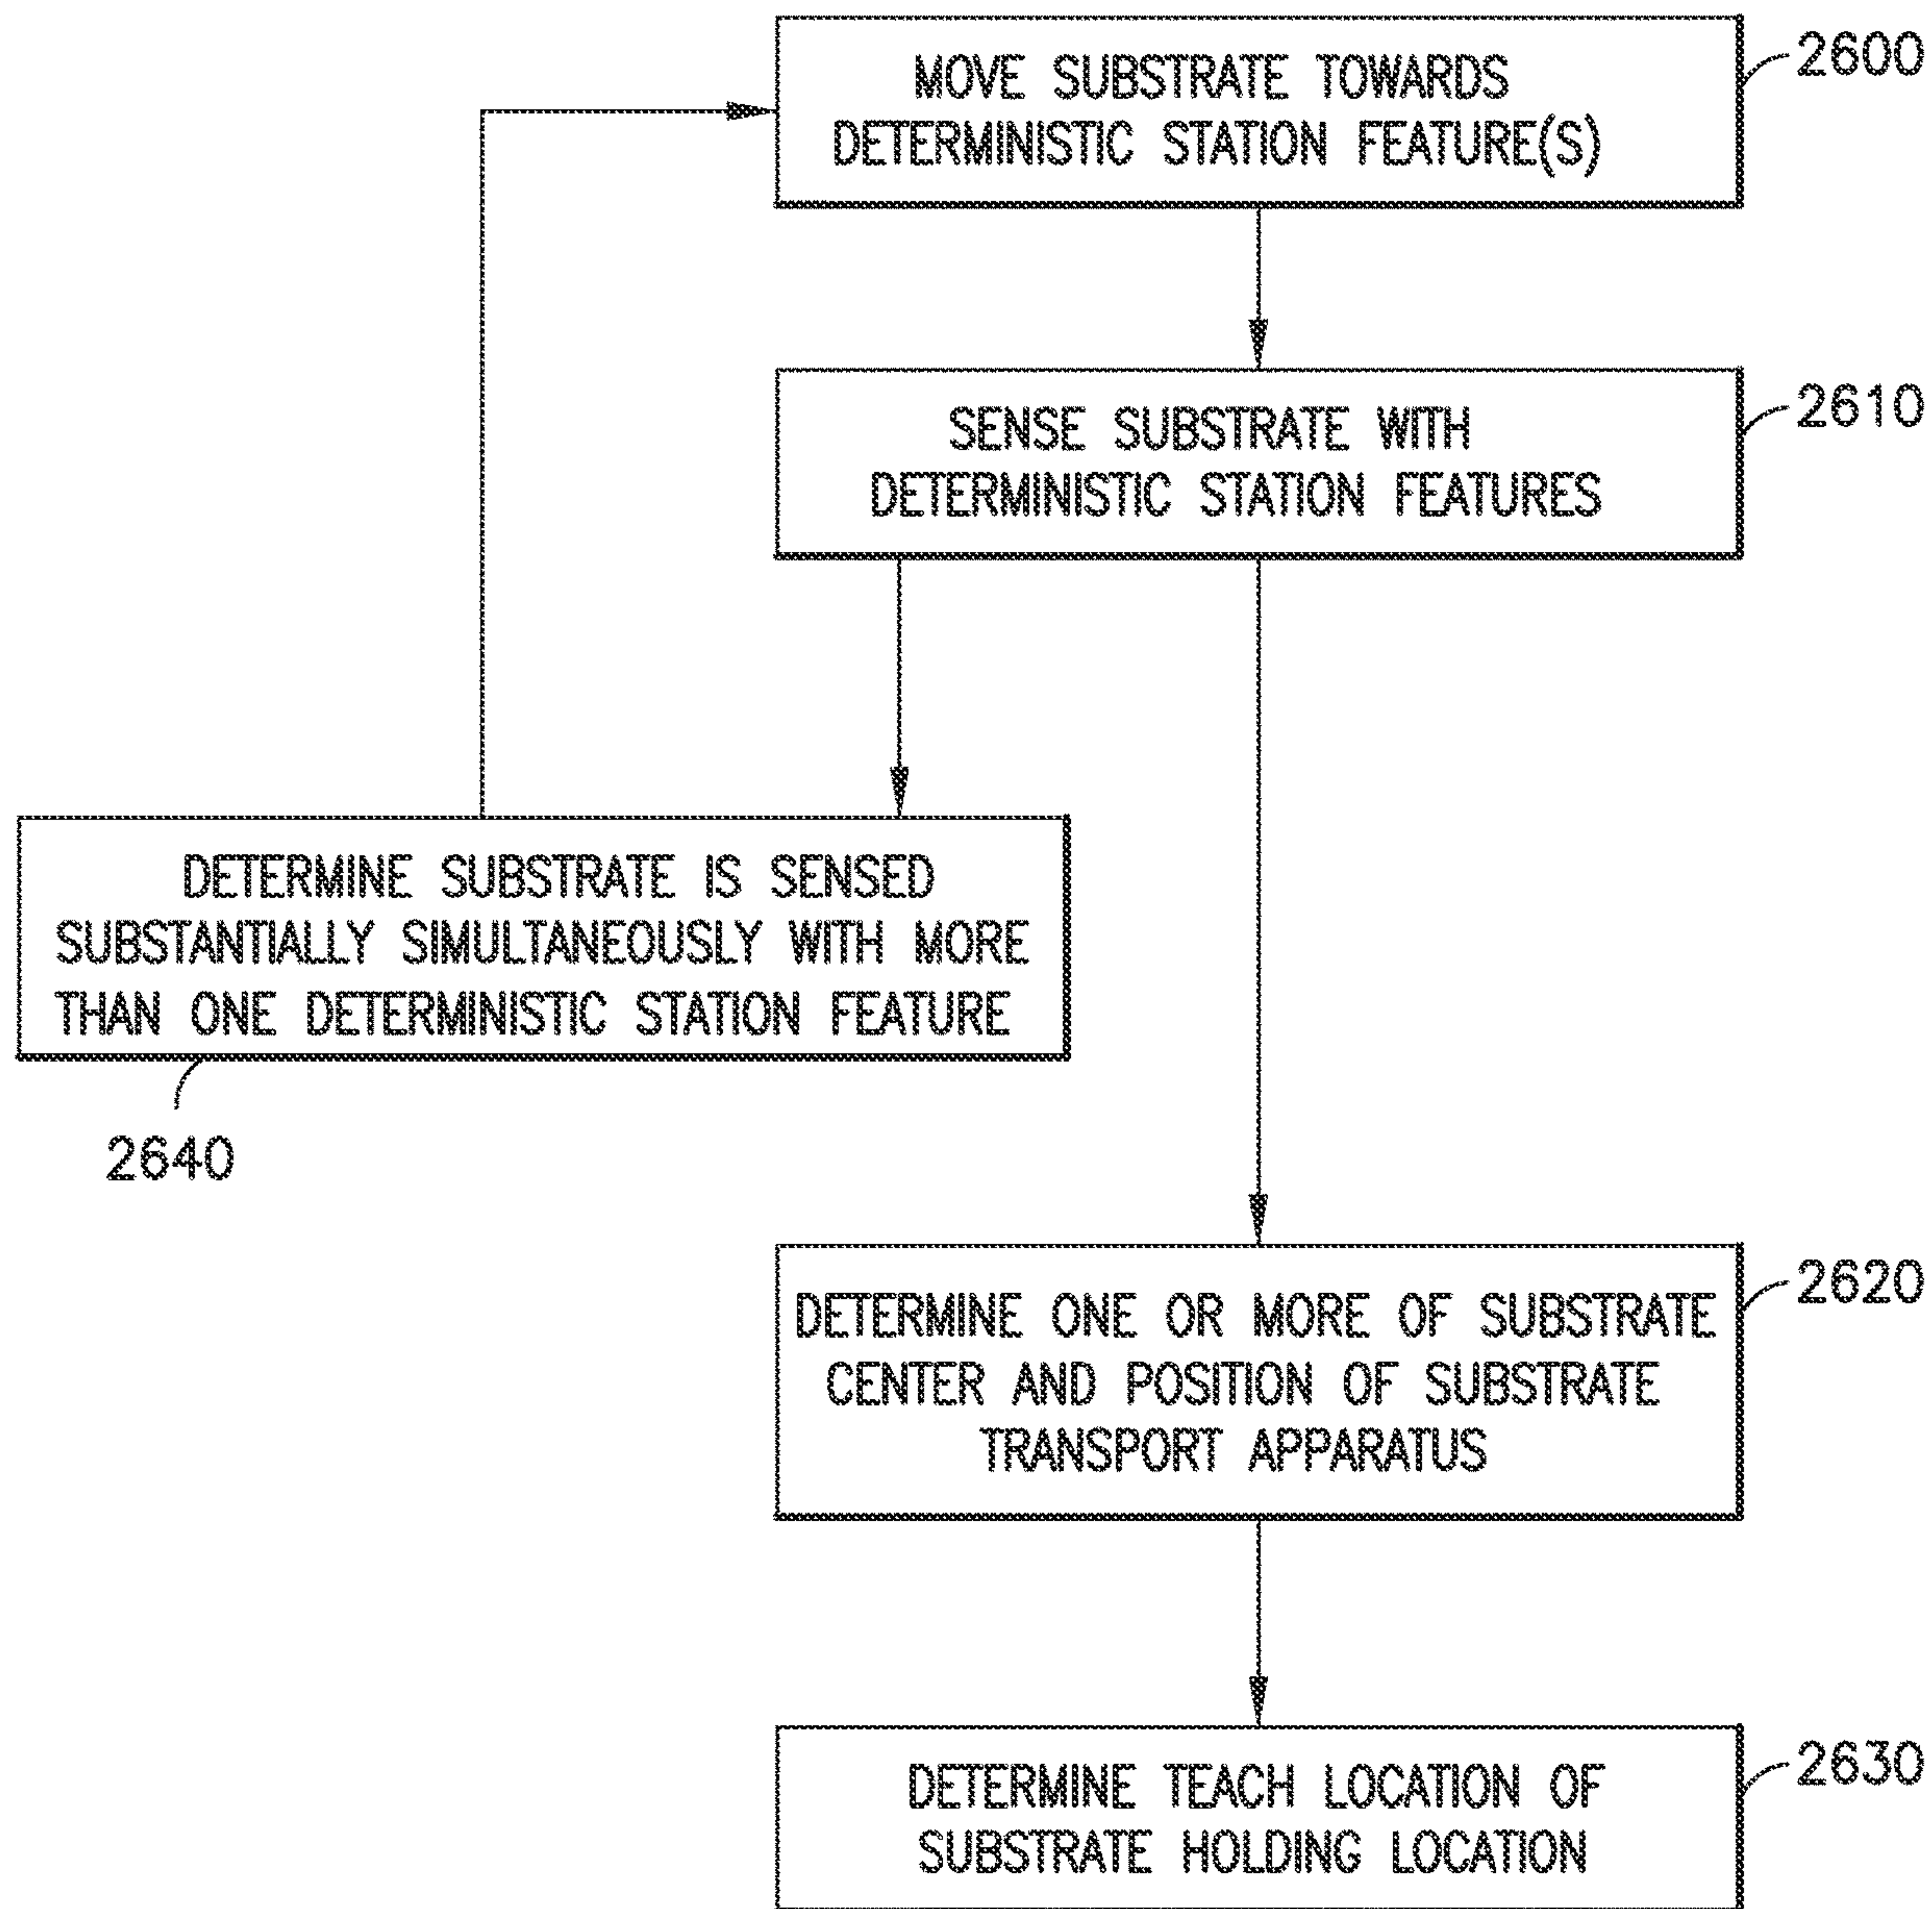 MOVE SUBSTRATE TOWARDS
DETERMINISTIC STATION FEATURE(S)
2600
SENSE SUBSTRATE WITH
DETERMINISTIC STATION FEATURES
2610
DETERMINE SUBSTRATE IS SENSED
SUBSTANTIALLY SIMULTANEOUSLY WITH MORE
THAN ONE DETERMINISTIC STATION FEATURE
2640
DETERMINE ONE OR MORE OF SUBSTRATE
CENTER AND POSITION OF SUBSTRATE
TRANSPORT APPARATUS
2620
DETERMINE TEACH LOCATION OF
SUBSTRATE HOLDING LOCATION
2630